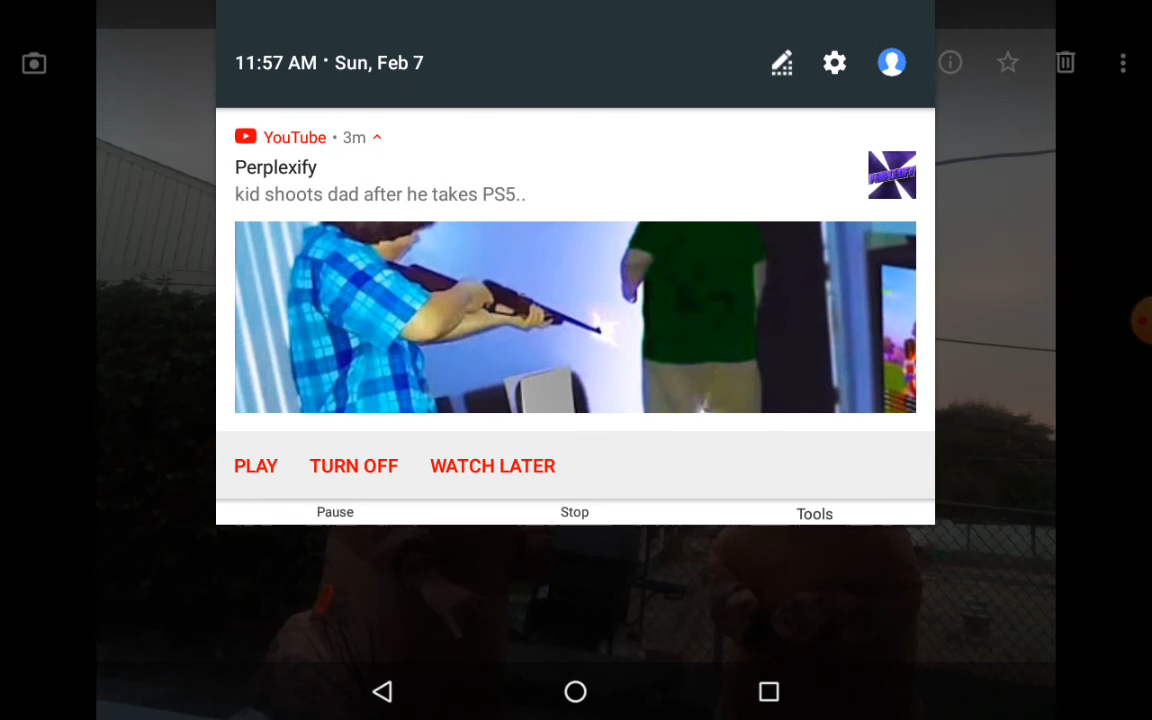 11:57 AM · Sun, Feb 7
YouTube • 3m
Perplexify
kid shoots dad after he takes PS5..
PERPLEXIFY
PLAY TURN OFF WATCH LATER
Pause Stop Tools